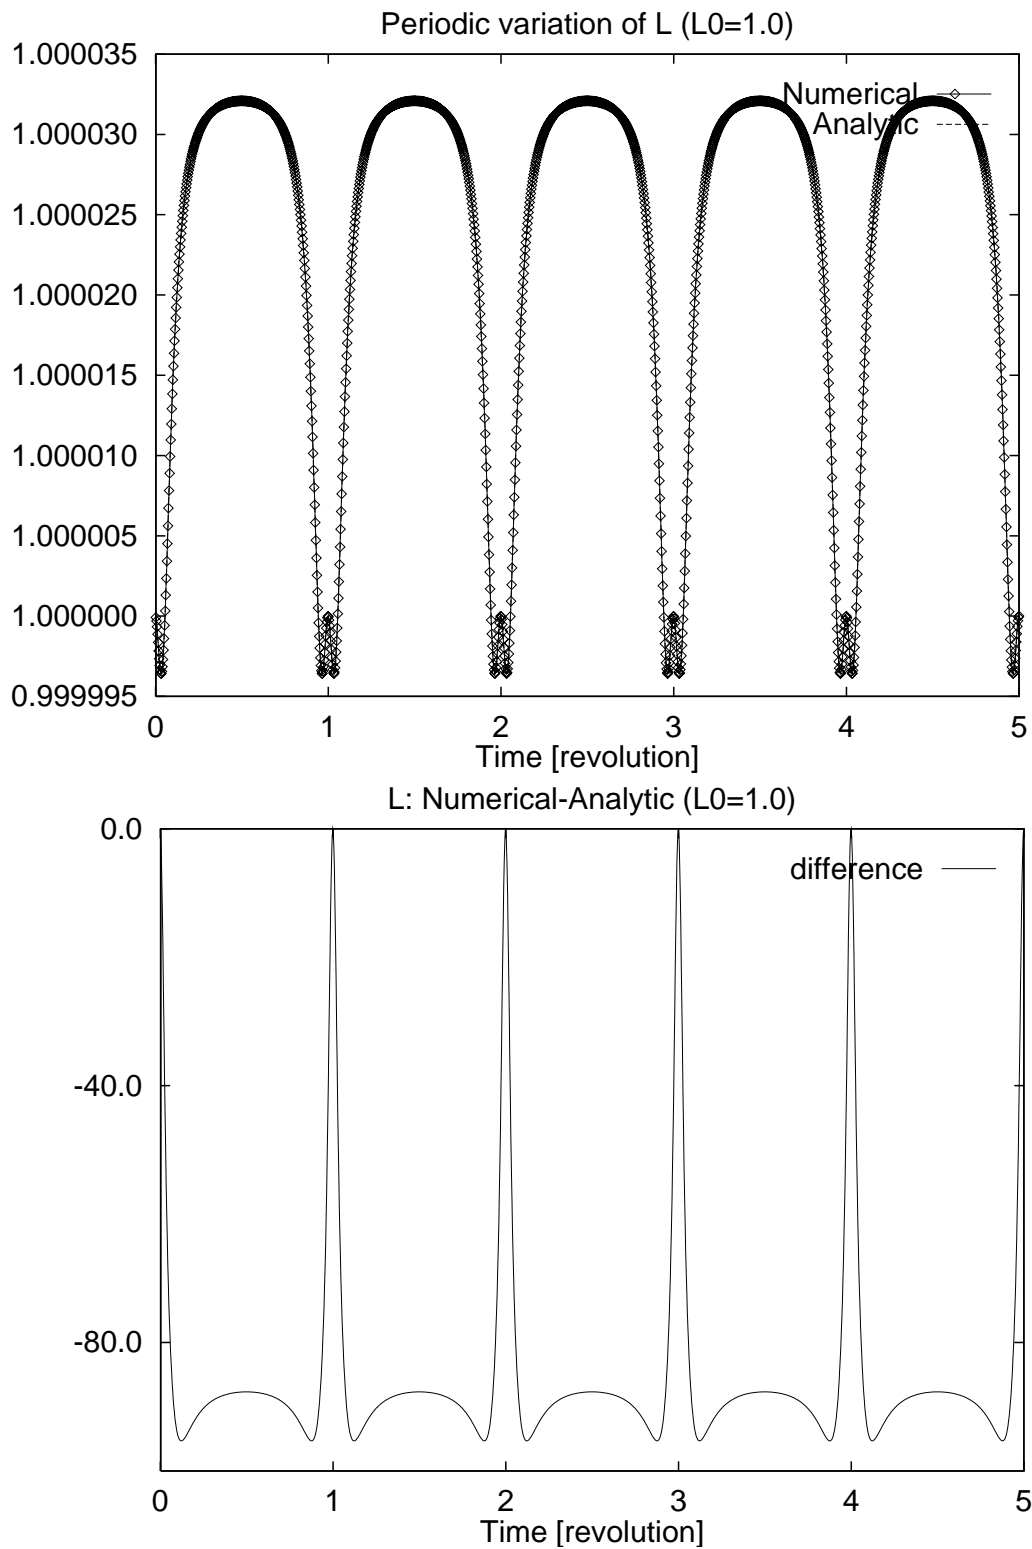 Periodic variation of L (L0=1.0)
1.000035
Numerical
Analytic
1.000030
1.000025
1.000020
1.000015
1.000010
1.000005
1.000000
0.999995
0 1 2 3 4 5
Time [revolution]
L: Numerical-Analytic (L0=1.0)
0.0
difference
-40.0
-80.0
0 1 2 3 4 5
Time [revolution]